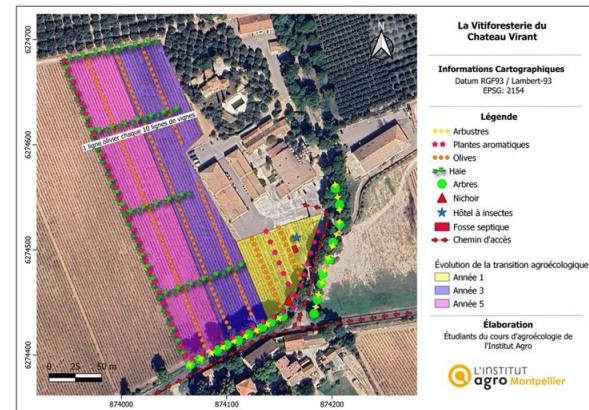 La Vitiforesterie du
Chateau Virant
Informations Cartographiques
Datum RGF93 / Lambert-93
EPSG: 2154
Légende
Arbustres
Plantes aromatiques
Olives
Haie
Arbres
Nichoir
Hôtel à insectes
Fosse septique
Chemin d'accès
Évolution de la transition agroécologique
Année 1
Année 3
Année 5
Élaboration
Étudiants du cours d'agroécologie de
l'Institut Agro
L'INSTITUT
agro Montpellier
N
1 ligne olivier chaque 10 lignes de vignes
6274700
6274600
6274500
6274400
0 25 50 m
874000 874100 874200